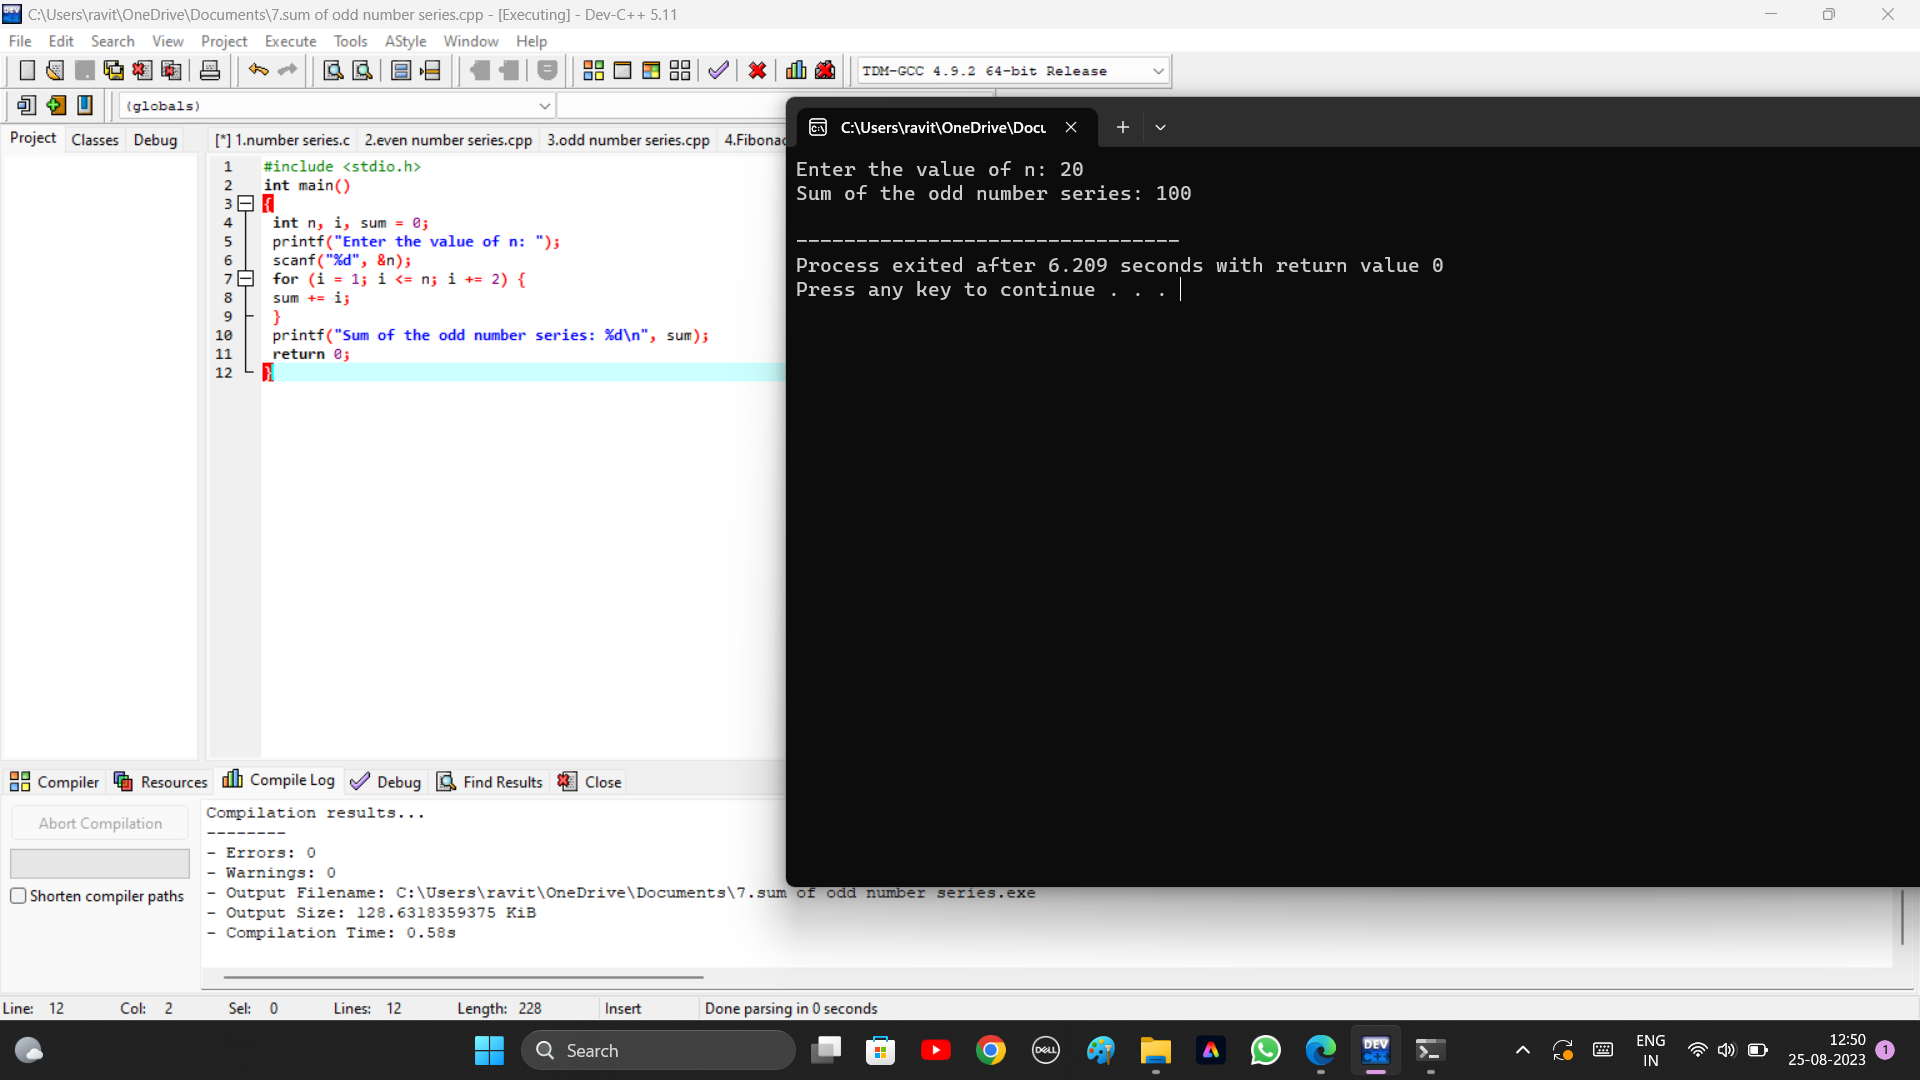 C:\Users\ravit\OneDrive\Documents\7.sum of odd number series.cpp - [Executing] - Dev-C++ 5.11
File Edit Search View Project Execute Tools AStyle Window Help
TDM-GCC 4.9.2 64-bit Release
(globals)
Project Classes Debug
[*] 1.number series.c 2.even number series.cpp 3.odd number series.cpp 4.Fibonac
1 #include <stdio.h>
2 int main()
3 {
4 int n, i, sum = 0;
5 printf("Enter the value of n: ");
6 scanf("%d", &n);
7 for (i = 1; i <= n; i += 2) {
8 sum += i;
9 }
10 printf("Sum of the odd number series: %d\n", sum);
11 return 0;
12 }
C:\Users\ravit\OneDrive\Docu
Enter the value of n: 20
Sum of the odd number series: 100
--------------------------------
Process exited after 6.209 seconds with return value 0
Press any key to continue . . .
Compiler Resources Compile Log Debug Find Results Close
Abort Compilation
Shorten compiler paths
Compilation results...
--------
- Errors: 0
- Warnings: 0
- Output Filename: C:\Users\ravit\OneDrive\Documents\7.sum of odd number series.exe
- Output Size: 128.6318359375 KiB
- Compilation Time: 0.58s
Line: 12 Col: 2 Sel: 0 Lines: 12 Length: 228 Insert Done parsing in 0 seconds
Search
DELL
DEV C++
ENG
IN
12:50
25-08-2023
1